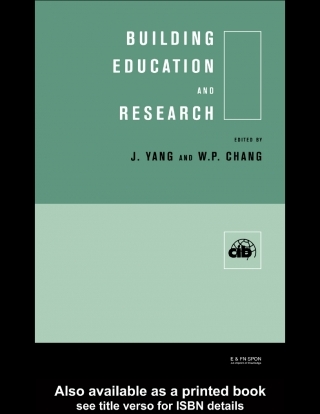 BUILDING
EDUCATION
AND
RESEARCH
EDITED BY
J. YANG AND W.P. CHANG
CIB
E & FN SPON
Also available as a printed book
see title verso for ISBN details